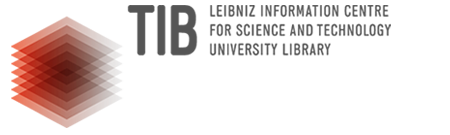 TIB
LEIBNIZ INFORMATION CENTRE
FOR SCIENCE AND TECHNOLOGY
UNIVERSITY LIBRARY